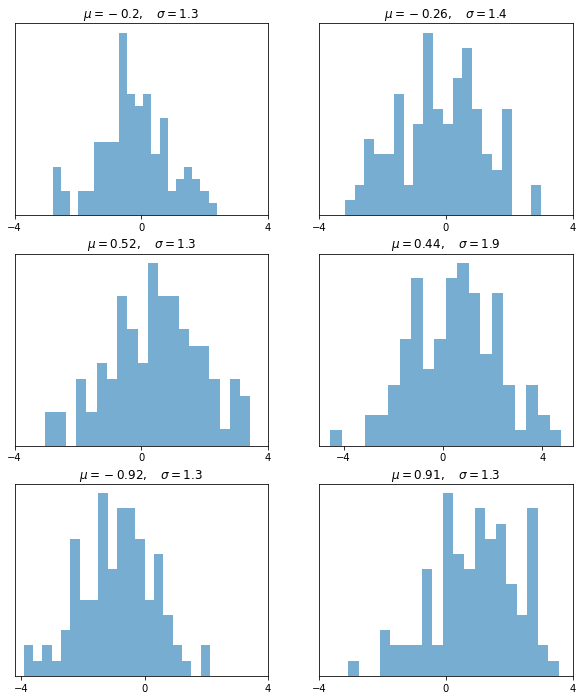 μ = −0.2, σ = 1.3
−4 0 4
μ = −0.26, σ = 1.4
−4 0 4
μ = 0.52, σ = 1.3
−4 0 4
μ = 0.44, σ = 1.9
−4 0 4
μ = −0.92, σ = 1.3
−4 0 4
μ = 0.91, σ = 1.3
−4 0 4